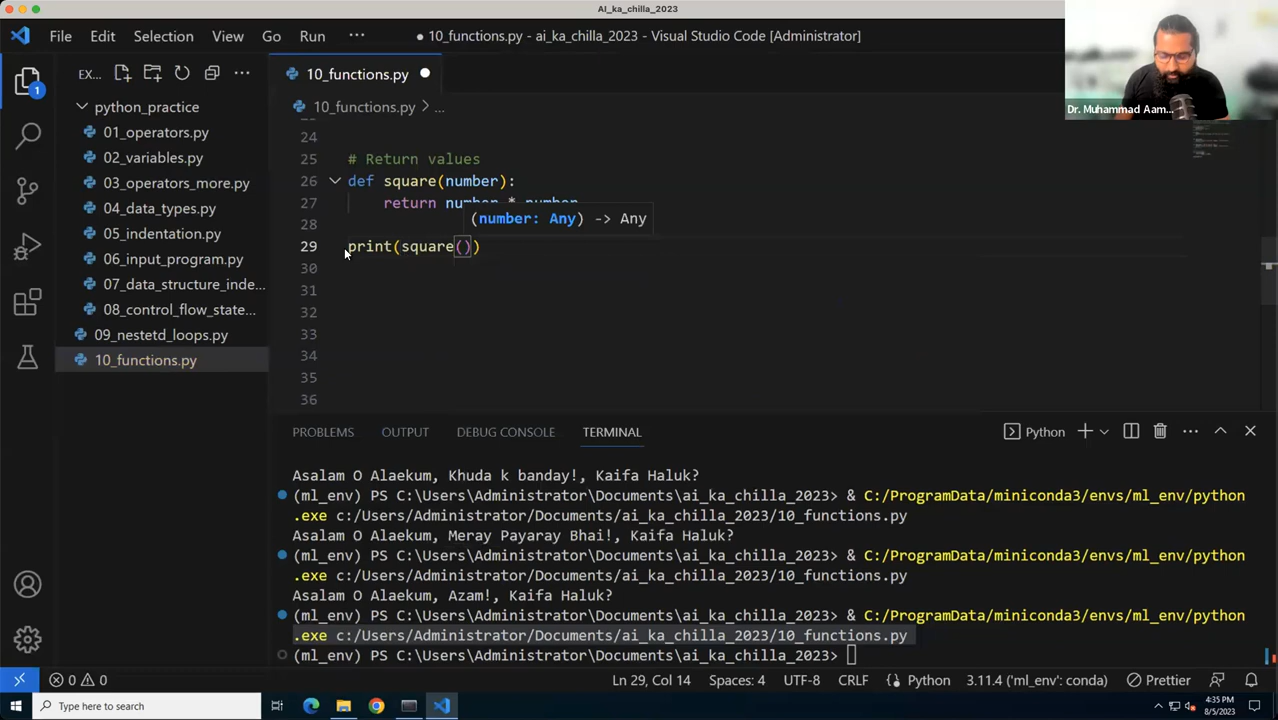 AI_ka_chilla_2023
File Edit Selection View Go Run ···
● 10_functions.py - ai_ka_chilla_2023 - Visual Studio Code [Administrator]
Dr. Muhammad Aam...
EX... ···
10_functions.py
1
python_practice
01_operators.py
02_variables.py
03_operators_more.py
04_data_types.py
05_indentation.py
06_input_program.py
07_data_structure_inde...
08_control_flow_state...
09_nestetd_loops.py
10_functions.py
10_functions.py > ...
24
25 # Return values
26 def square(number):
27 return number * number
(number: Any) -> Any
28
29 print(square())
30
31
32
33
34
35
36
PROBLEMS OUTPUT DEBUG CONSOLE TERMINAL
Python
Asalam O Alaekum, Khuda k banday!, Kaifa Haluk?
(ml_env) PS C:\Users\Administrator\Documents\ai_ka_chilla_2023> & C:/ProgramData/miniconda3/envs/ml_env/python
.exe c:/Users/Administrator/Documents/ai_ka_chilla_2023/10_functions.py
Asalam O Alaekum, Meray Payaray Bhai!, Kaifa Haluk?
(ml_env) PS C:\Users\Administrator\Documents\ai_ka_chilla_2023> & C:/ProgramData/miniconda3/envs/ml_env/python
.exe c:/Users/Administrator/Documents/ai_ka_chilla_2023/10_functions.py
Asalam O Alaekum, Azam!, Kaifa Haluk?
(ml_env) PS C:\Users\Administrator\Documents\ai_ka_chilla_2023> & C:/ProgramData/miniconda3/envs/ml_env/python
.exe c:/Users/Administrator/Documents/ai_ka_chilla_2023/10_functions.py
(ml_env) PS C:\Users\Administrator\Documents\ai_ka_chilla_2023>
0 0 Ln 29, Col 14 Spaces: 4 UTF-8 CRLF Python 3.11.4 ('ml_env': conda) Prettier
Type here to search
4:35 PM
8/5/2023